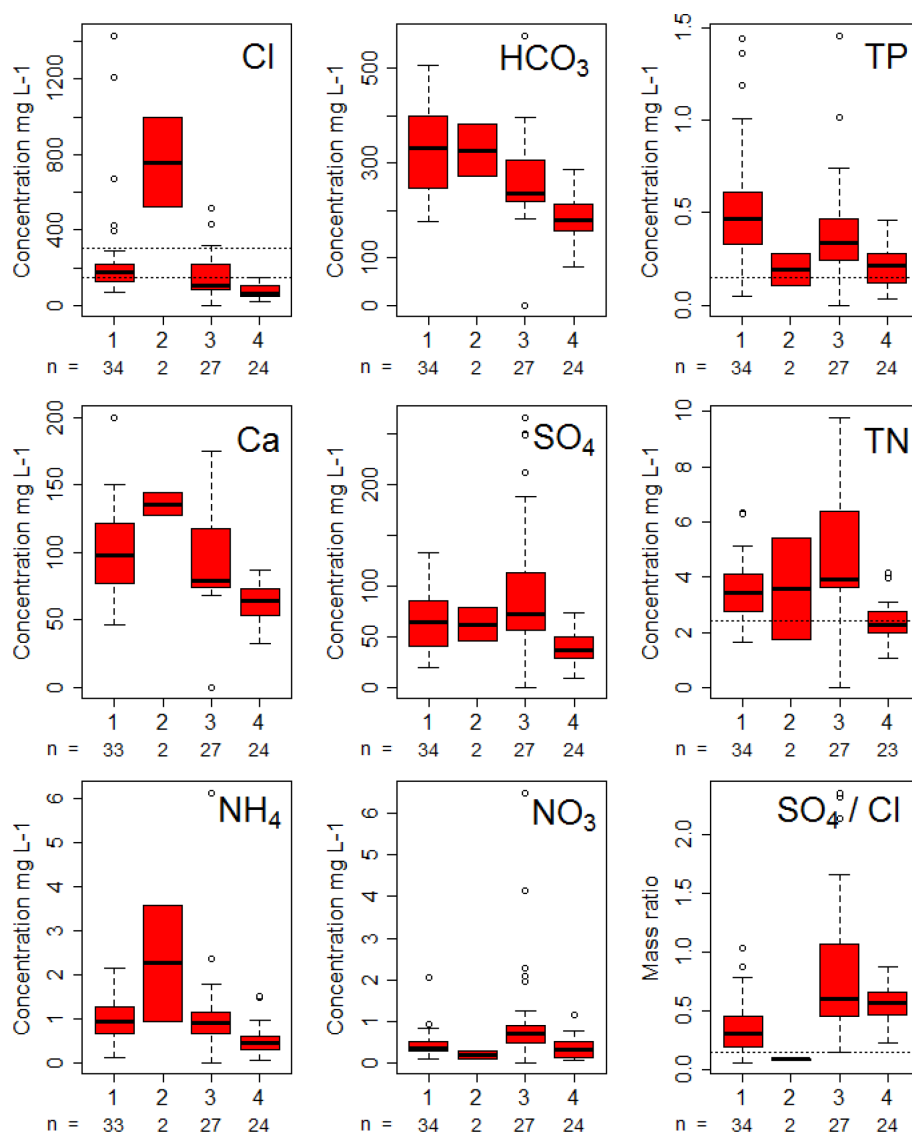 Cl
Concentration mg L-1
0 400 800 1200
1 2 3 4
n = 34 2 27 24
HCO₃
Concentration mg L-1
0 100 300 500
1 2 3 4
n = 34 2 27 24
TP
Concentration mg L-1
0.0 0.5 1.0 1.5
1 2 3 4
n = 34 2 27 24
Ca
Concentration mg L-1
0 50 100 150 200
1 2 3 4
n = 33 2 27 24
SO₄
Concentration mg L-1
0 50 100 200
1 2 3 4
n = 34 2 27 24
TN
Concentration mg L-1
0 2 4 6 8 10
1 2 3 4
n = 34 2 27 23
NH₄
Concentration mg L-1
0 1 2 3 4 5 6
1 2 3 4
n = 33 2 27 24
NO₃
Concentration mg L-1
0 1 2 3 4 5 6
1 2 3 4
n = 34 2 27 24
SO₄ / Cl
Mass ratio
0.0 0.5 1.0 1.5 2.0
1 2 3 4
n = 34 2 27 24